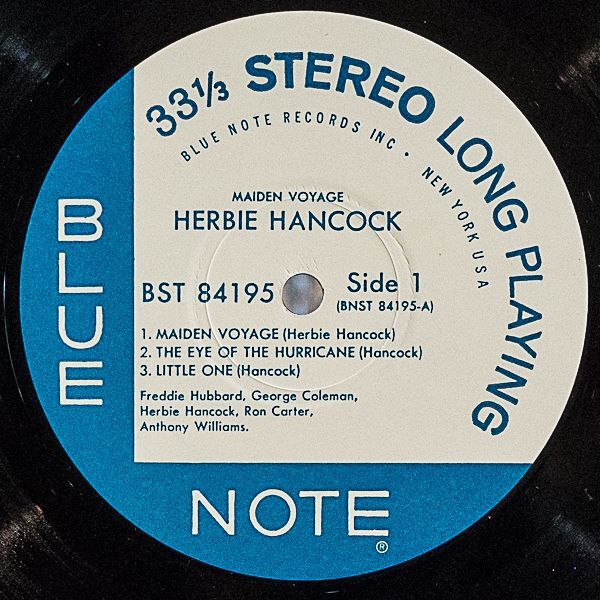 33⅓ STEREO LONG PLAYING
BLUE NOTE RECORDS INC • NEW YORK USA
MAIDEN VOYAGE
HERBIE HANCOCK
BST 84195
Side 1
(BNST 84195-A)
1. MAIDEN VOYAGE (Herbie Hancock)
2. THE EYE OF THE HURRICANE (Hancock)
3. LITTLE ONE (Hancock)
Freddie Hubbard, George Coleman,
Herbie Hancock, Ron Carter,
Anthony Williams.
BLUE
NOTE®